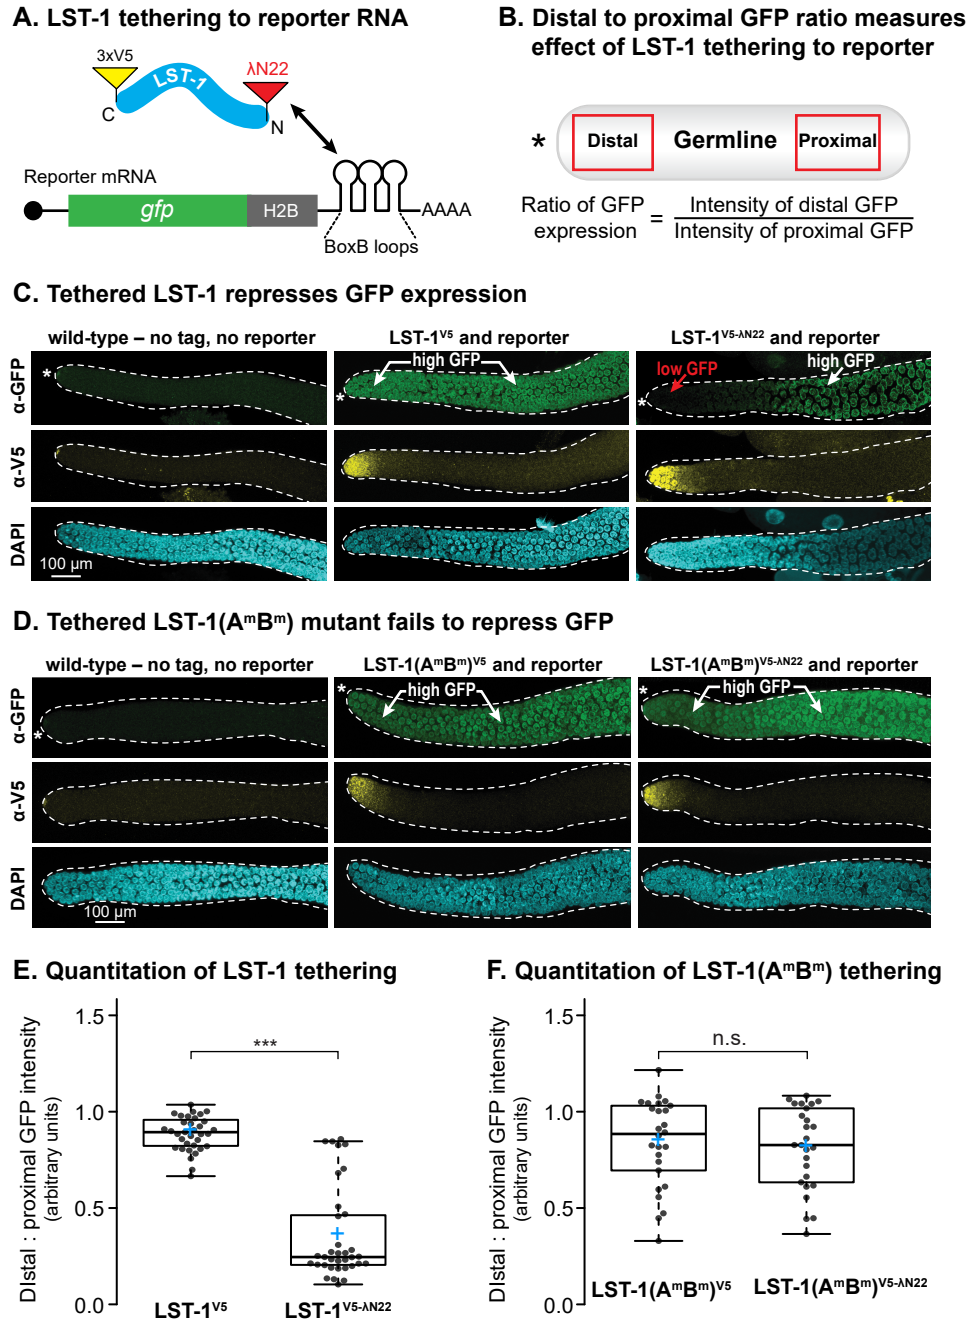 A. LST-1 tethering to reporter RNA
3xV5
LST-1
λN22
C
N
Reporter mRNA
gfp
H2B
AAAA
BoxB loops
B. Distal to proximal GFP ratio measures
effect of LST-1 tethering to reporter
*
Distal
Germline
Proximal
Ratio of GFP
expression
=
Intensity of distal GFP
Intensity of proximal GFP
C. Tethered LST-1 represses GFP expression
wild-type – no tag, no reporter
LST-1ⱽ⁵ and reporter
LST-1ⱽ⁵⁻λᴺ²² and reporter
α-GFP
*
high GFP
*
low GFP
high GFP
*
α-V5
DAPI
100 µm
D. Tethered LST-1(AᵐBᵐ) mutant fails to repress GFP
wild-type – no tag, no reporter
LST-1(AᵐBᵐ)ⱽ⁵ and reporter
LST-1(AᵐBᵐ)ⱽ⁵⁻λᴺ²² and reporter
α-GFP
*
*
high GFP
*
high GFP
α-V5
DAPI
100 µm
E. Quantitation of LST-1 tethering
DIstal : proximal GFP intensity
(arbitrary units)
1.5
1.0
0.5
0.0
***
LST-1ⱽ⁵
LST-1ⱽ⁵⁻λᴺ²²
F. Quantitation of LST-1(AᵐBᵐ) tethering
DIstal : proximal GFP intensity
(arbitrary units)
1.5
1.0
0.5
0.0
n.s.
LST-1(AᵐBᵐ)ⱽ⁵
LST-1(AᵐBᵐ)ⱽ⁵⁻λᴺ²²